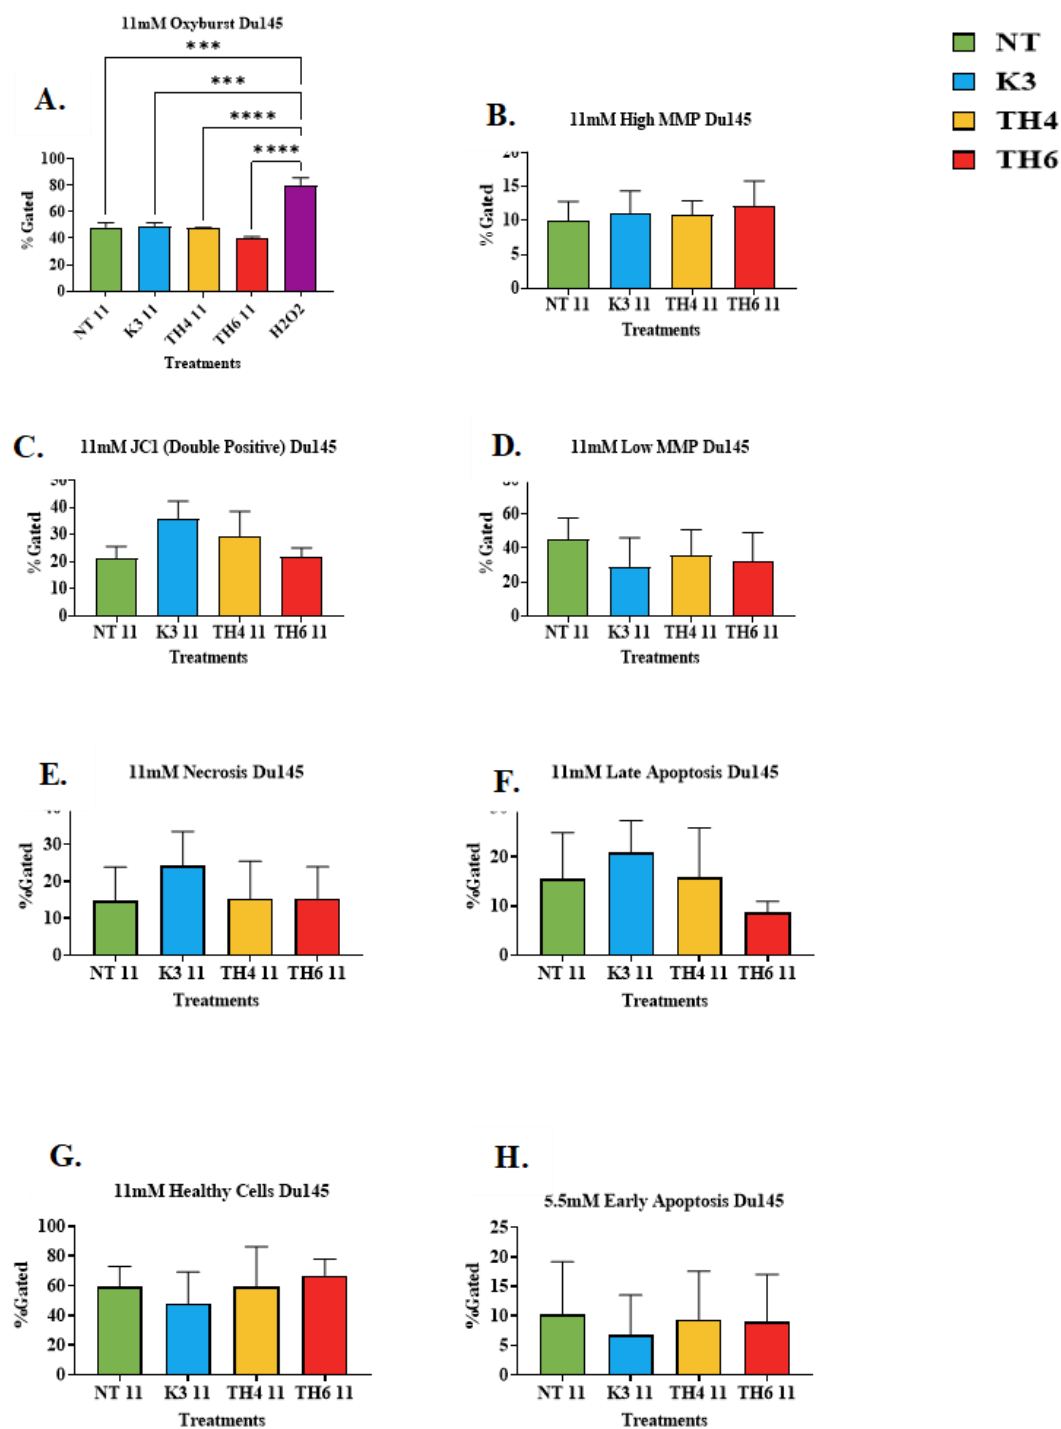 11mM Oxyburst Du145
***
A.
***
****
****
100
80
60
40
20
0
% Gated
NT 11
K3 11
TH4 11
TH6 11
H2O2
Treatments
NT
K3
TH4
TH6
B.
11mM High MMP Du145
20
15
10
5
0
% Gated
NT 11 K3 11 TH4 11 TH6 11
Treatments
C.
11mM JC1 (Double Positive) Du145
50
40
30
20
10
0
% Gated
NT 11 K3 11 TH4 11 TH6 11
Treatments
D.
11mM Low MMP Du145
60
40
20
0
% Gated
NT 11 K3 11 TH4 11 TH6 11
Treatments
E.
11mM Necrosis Du145
30
20
10
0
%Gated
NT 11 K3 11 TH4 11 TH6 11
Treatments
F.
11mM Late Apoptosis Du145
20
10
0
%Gated
NT 11 K3 11 TH4 11 TH6 11
Treatments
G.
11mM Healthy Cells Du145
100
80
60
40
20
0
%Gated
NT 11 K3 11 TH4 11 TH6 11
Treatments
H.
5.5mM Early Apoptosis Du145
25
20
15
10
5
0
%Gated
NT 11 K3 11 TH4 11 TH6 11
Treatments